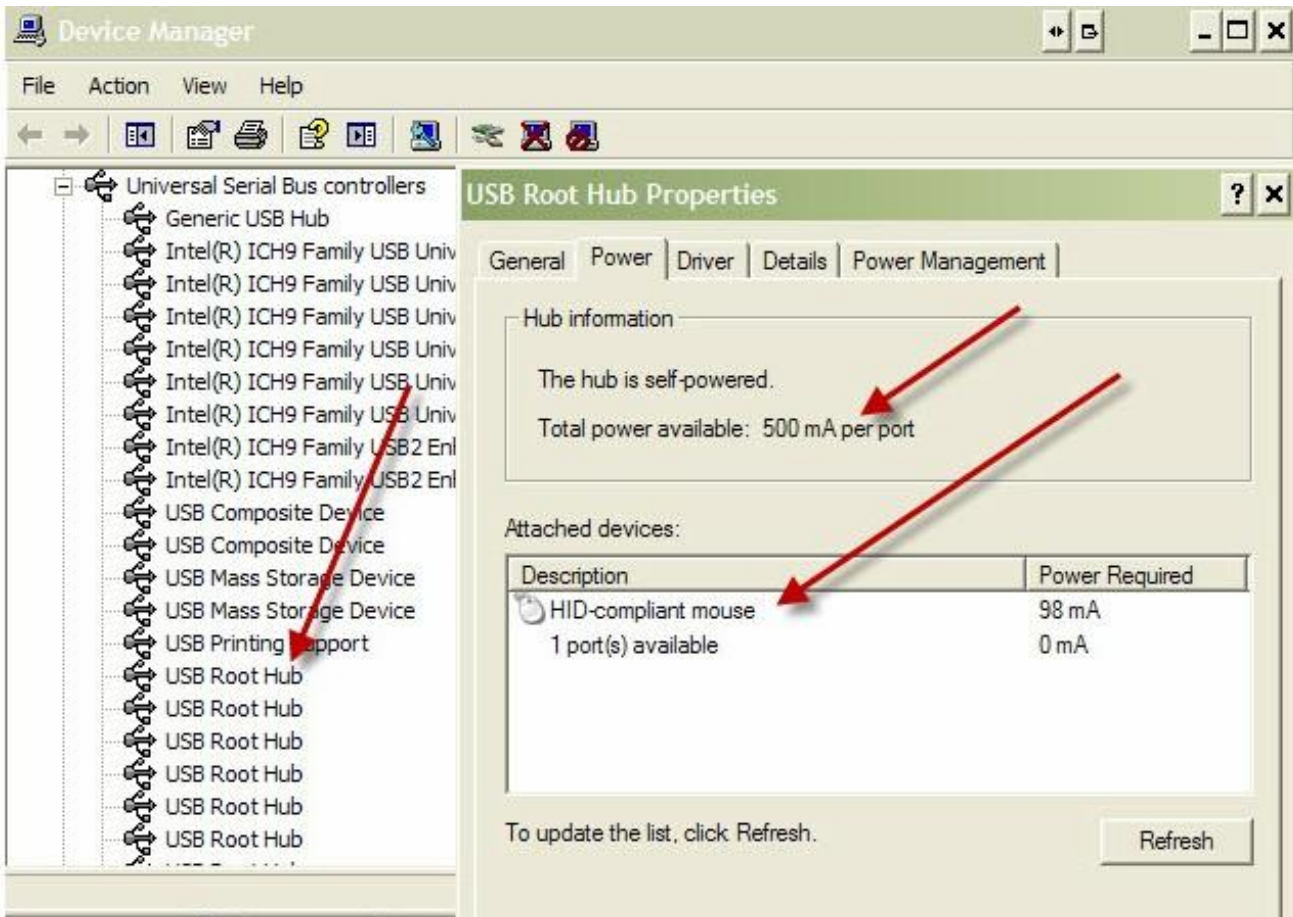 Device Manager
File Action View Help
Universal Serial Bus controllers
Generic USB Hub
Intel(R) ICH9 Family USB Univ
Intel(R) ICH9 Family USB Univ
Intel(R) ICH9 Family USB Univ
Intel(R) ICH9 Family USB Univ
Intel(R) ICH9 Family USB Univ
Intel(R) ICH9 Family USB Univ
Intel(R) ICH9 Family USB2 Enl
Intel(R) ICH9 Family USB2 Enl
USB Composite Device
USB Composite Device
USB Mass Storage Device
USB Mass Storage Device
USB Printing Support
USB Root Hub
USB Root Hub
USB Root Hub
USB Root Hub
USB Root Hub
USB Root Hub
USB Root Hub Properties
General Power Driver Details Power Management
Hub information
The hub is self-powered.
Total power available: 500 mA per port
Attached devices:
Description Power Required
HID-compliant mouse 98 mA
1 port(s) available 0 mA
To update the list, click Refresh.
Refresh